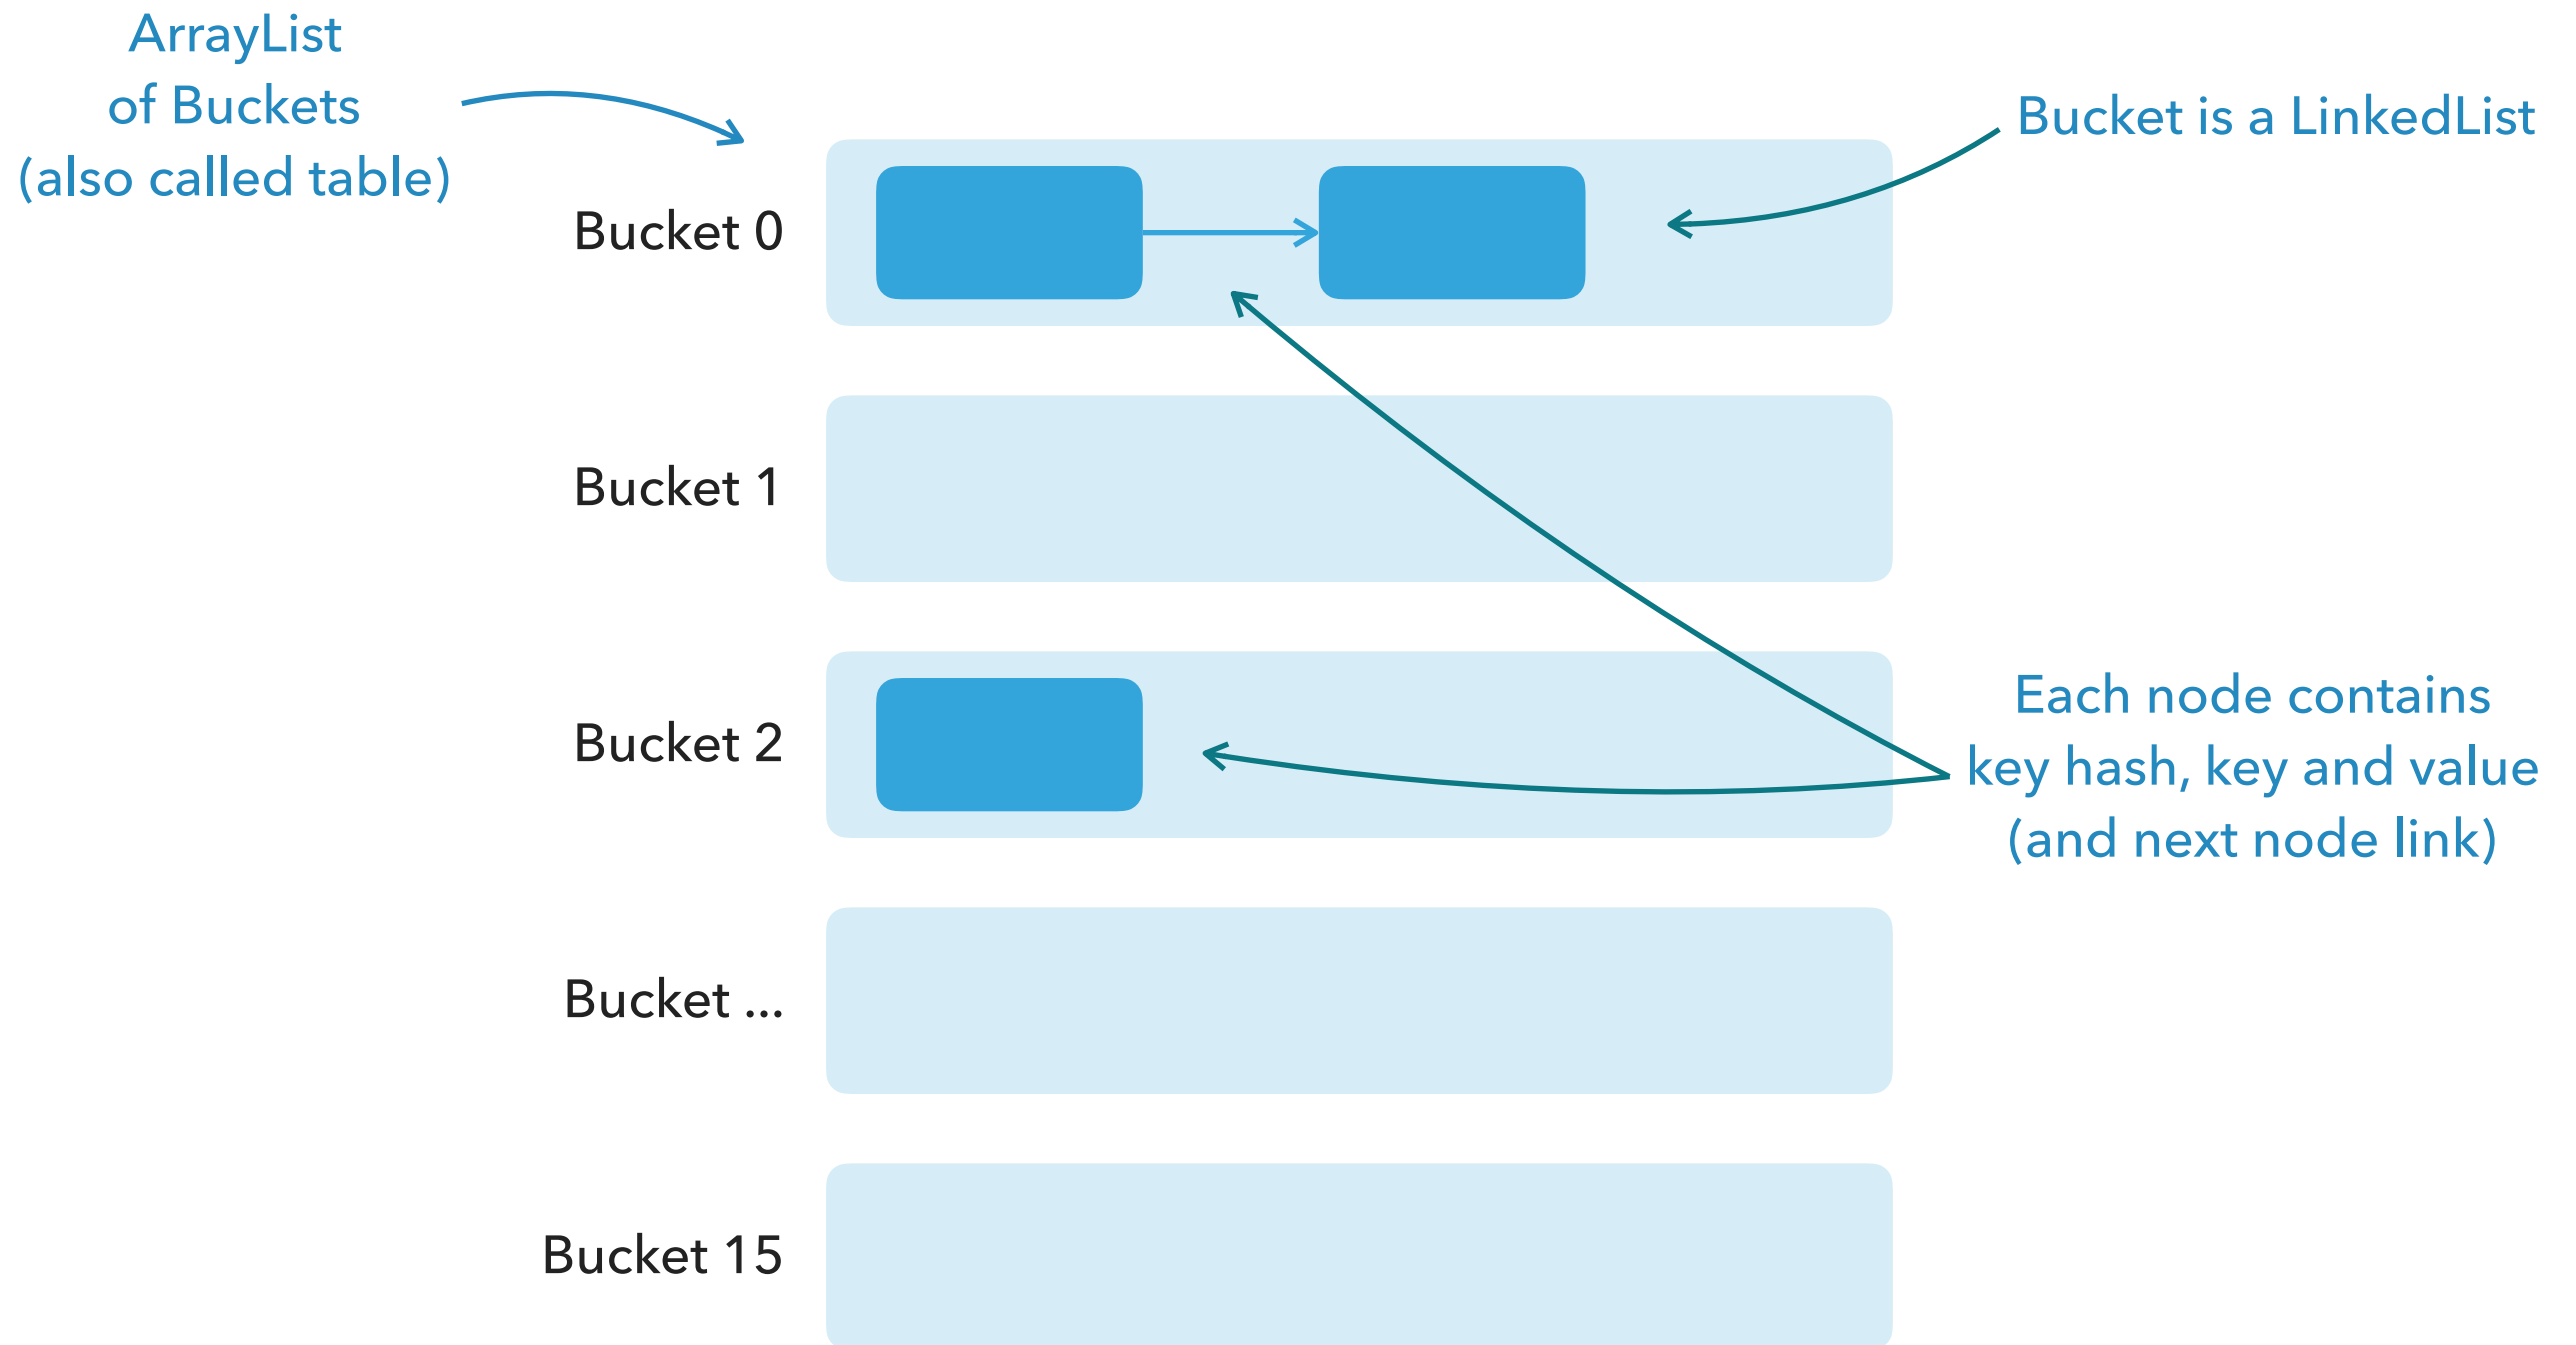 ArrayList
of Buckets
(also called table)
Bucket is a LinkedList
Bucket 0
Bucket 1
Bucket 2
Each node contains
key hash, key and value
(and next node link)
Bucket ...
Bucket 15